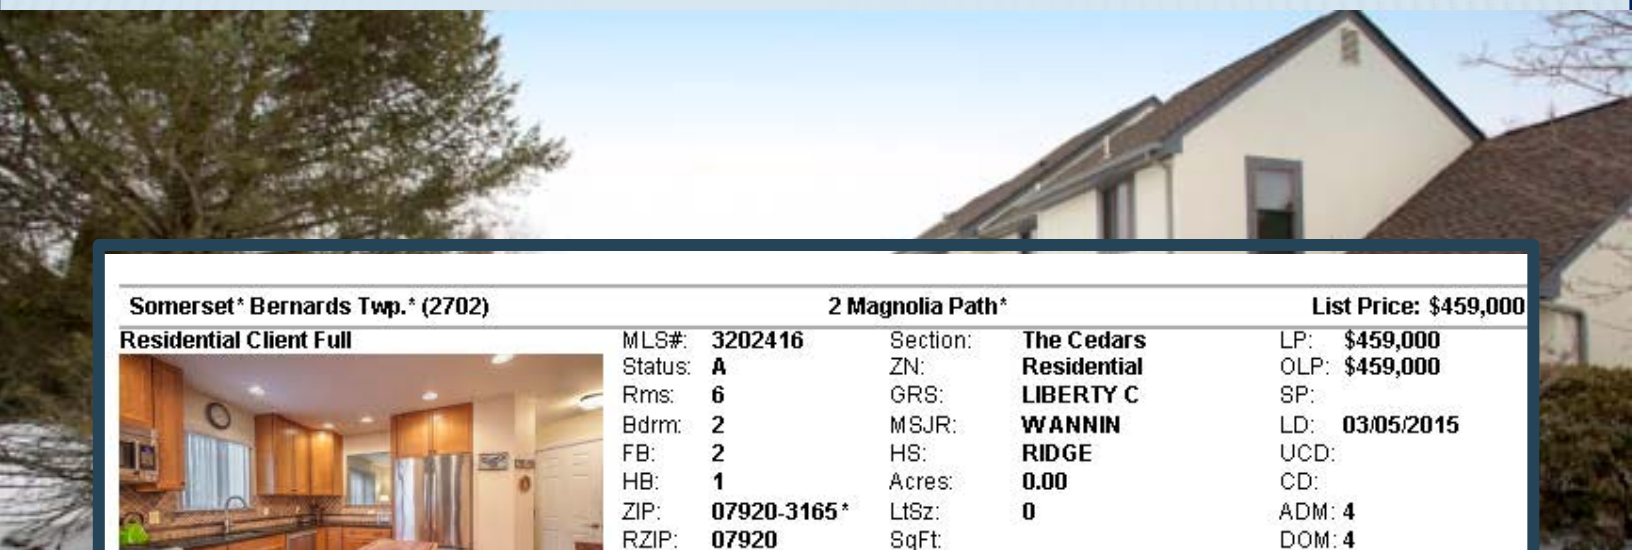 Somerset* Bernards Twp.* (2702) 2 Magnolia Path* List Price: $459,000
Residential Client Full MLS#: 3202416 Section: The Cedars LP: $459,000
Status: A ZN: Residential OLP: $459,000
Rms: 6 GRS: LIBERTY C SP:
Bdrm: 2 MSJR: WANNIN LD: 03/05/2015
FB: 2 HS: RIDGE UCD:
HB: 1 Acres: 0.00 CD:
ZIP: 07920-3165* LtSz: 0 ADM: 4
RZIP: 07920 SqFt: DOM: 4